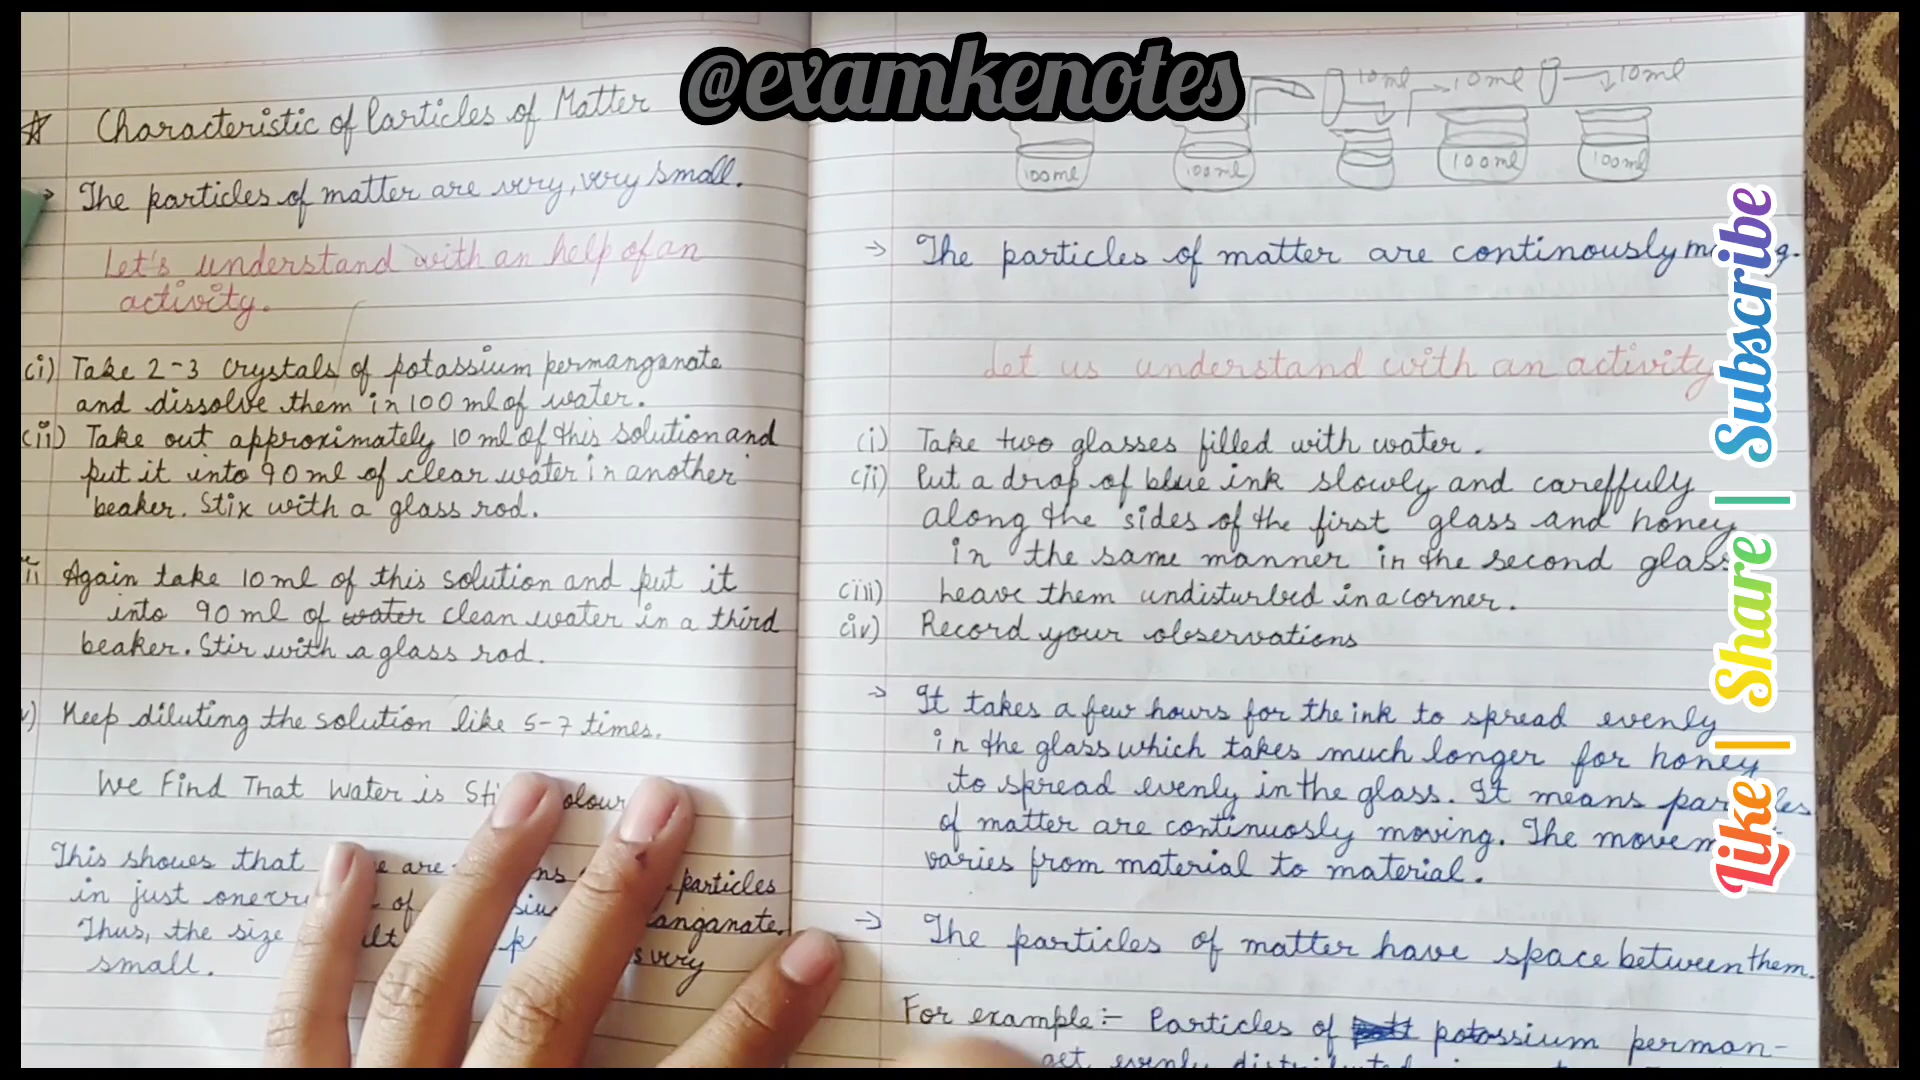 @examkenotes
Characteristic of Particles of Matter
The particles of matter are very, very small.
Let's understand with an help of an
activity.
(i) Take 2-3 crystals of potassium permanganate
and dissolve them in 100 ml of water.
(ii) Take out approximately 10 ml of this solution and
put it into 90 ml of clear water in another
beaker. Stix with a glass rod.
Again take 10 ml of this solution and put it
into 90 ml of water clean water in a third
beaker. Stir with a glass rod.
Keep diluting the solution like 5-7 times.
We Find That Water is
This shows that are particles
in just one of anganate.
Thus, the size very
small.
10ml 10ml 10ml
100ml 100ml 100ml 100ml
→ The particles of matter are continously
Let us understand with an activity
(i) Take two glasses filled with water.
(ii) Put a drop of blue ink slowly and careffuly
along the sides of the first glass and honey
in the same manner in the second glass
(iii) heave them undisturbed in a corner.
(iv) Record your observations
→ It takes a few hours for the ink to spread evenly
in the glass which takes much longer for honey
to spread evenly in the glass. It means
of matter are continuosly moving. The
varies from material to material.
→ The particles of matter have space between them.
For example:- Particles of potassium perman-
get evenly
Like | Share | Subscribe